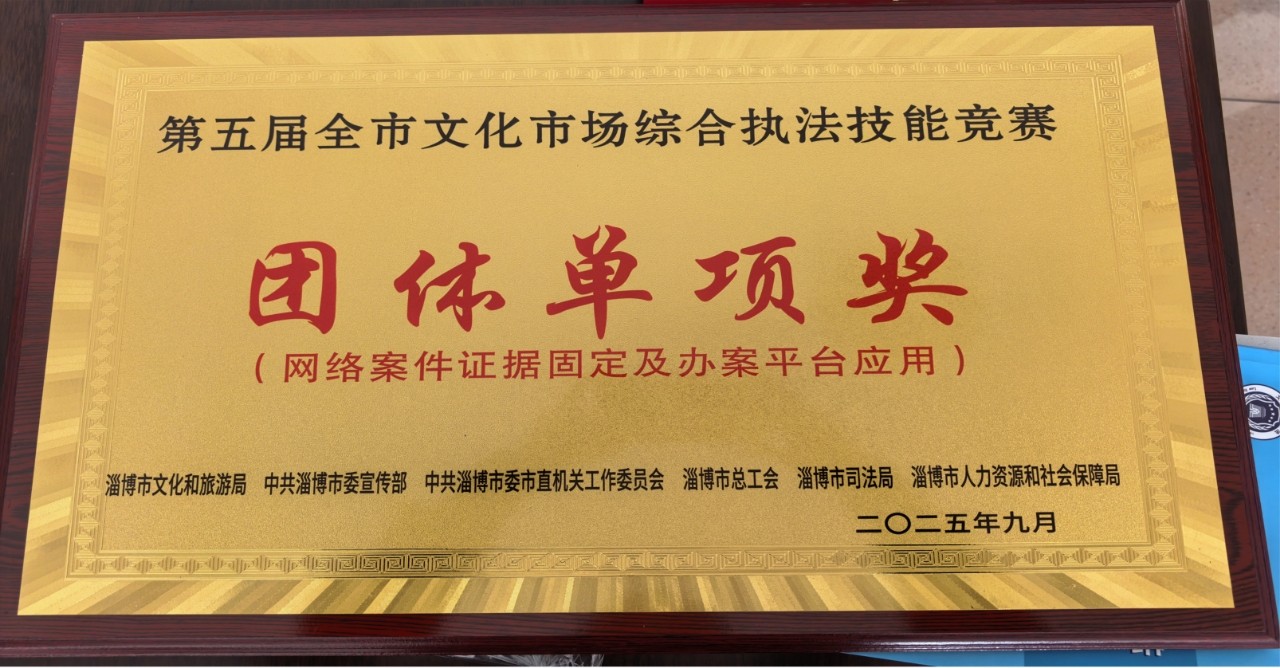 第五届全市文化市场综合执法技能竞赛
团体单项奖
（网络案件证据固定及办案平台应用）
淄博市文化和旅游局 中共淄博市委宣传部 中共淄博市委市直机关工作委员会 淄博市总工会 淄博市司法局 淄博市人力资源和社会保障局
二〇二五年九月